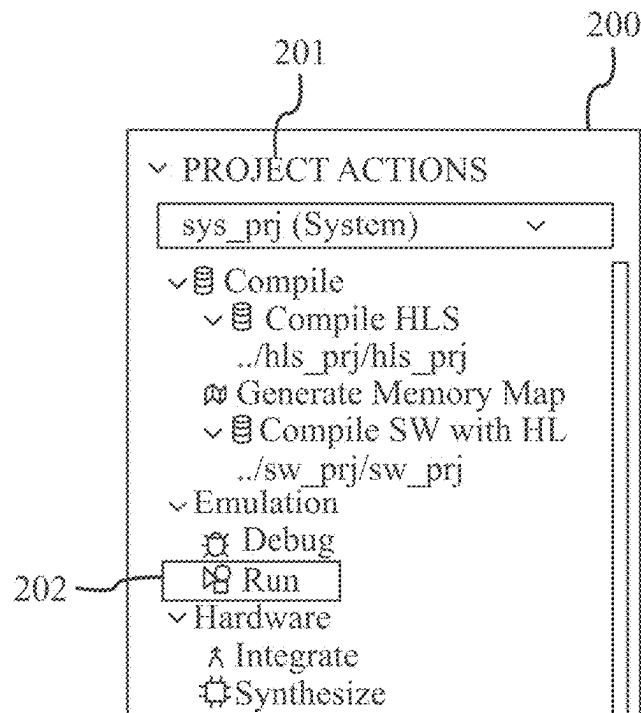 200
201
PROJECT ACTIONS
sys_prj (System)
Compile
Compile HLS
../hls_prj/hls_prj
Generate Memory Map
Compile SW with HL
../sw_prj/sw_prj
Emulation
Debug
202
Run
Hardware
Integrate
Synthesize